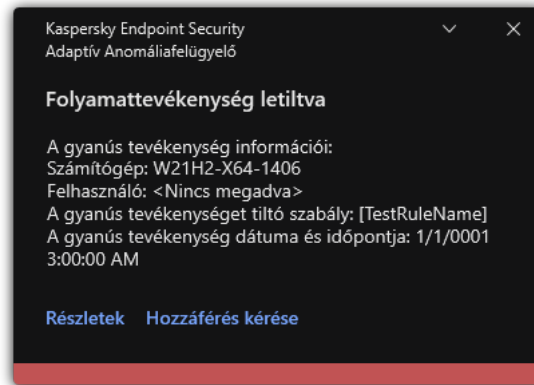 Kaspersky Endpoint Security
Adaptív Anomáliafelügyelő
Folyamattevékenység letiltva
A gyanús tevékenység információi:
Számítógép: W21H2-X64-1406
Felhasználó: <Nincs megadva>
A gyanús tevékenységet tiltó szabály: [TestRuleName]
A gyanús tevékenység dátuma és időpontja: 1/1/0001
3:00:00 AM
Részletek Hozzáférés kérése